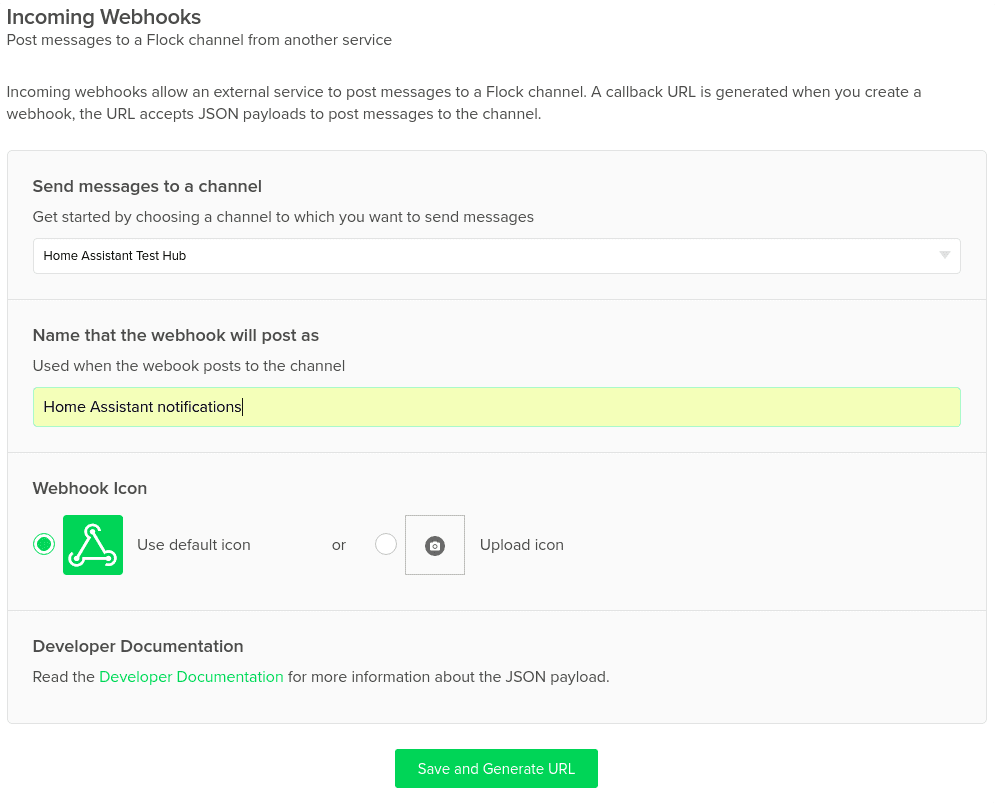 Incoming Webhooks
Post messages to a Flock channel from another service
Incoming webhooks allow an external service to post messages to a Flock channel. A callback URL is generated when you create a
webhook, the URL accepts JSON payloads to post messages to the channel.
Send messages to a channel
Get started by choosing a channel to which you want to send messages
Home Assistant Test Hub
Name that the webhook will post as
Used when the webook posts to the channel
Home Assistant notifications
Webhook Icon
Use default icon or Upload icon
Developer Documentation
Read the Developer Documentation for more information about the JSON payload.
Save and Generate URL